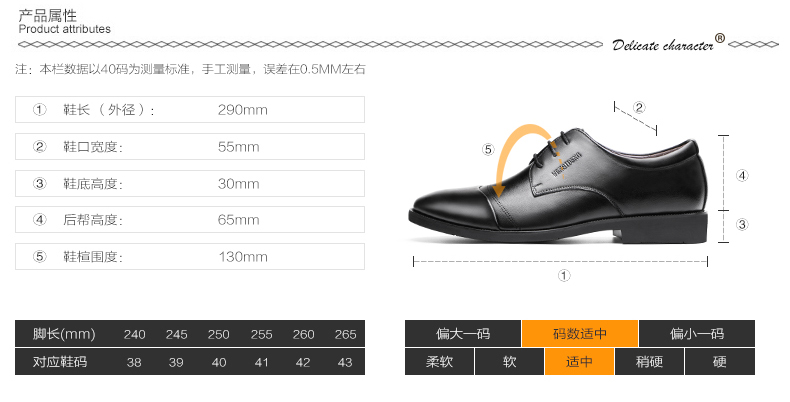 产品属性
Product attributes
Delicate character®
注：本栏数据以40码为测量标准，手工测量，误差在0.5MM左右
① 鞋长（外径）： 290mm
② 鞋口宽度： 55mm
③ 鞋底高度： 30mm
④ 后帮高度： 65mm
⑤ 鞋楦围度： 130mm
②
⑤
④
③
①
脚长(mm) 240 245 250 255 260 265
对应鞋码 38 39 40 41 42 43
偏大一码 码数适中 偏小一码
柔软 软 适中 稍硬 硬